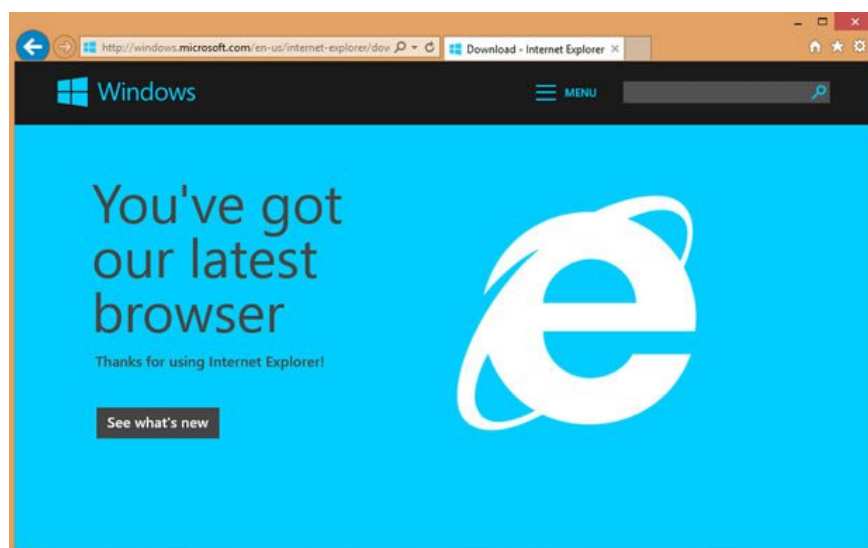 http://windows.microsoft.com/en-us/internet-explorer/dov
Download - Internet Explorer
Windows
MENU
You've got
our latest
browser
Thanks for using Internet Explorer!
See what's new